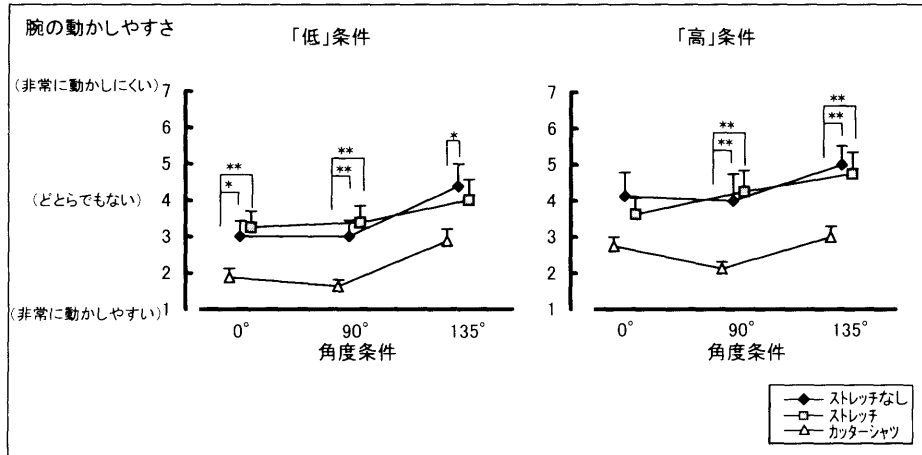 腕の動かしやすさ
「低」条件
「高」条件
(非常に動かしにくい)
(どとらでもない)
(非常に動かしやすい)
7
6
5
4
3
2
1
**
*
**
**
*
0°
90°
135°
角度条件
7
6
5
4
3
2
1
**
**
**
**
0°
90°
135°
角度条件
ストレッチなし
ストレッチ
カッターシャツ